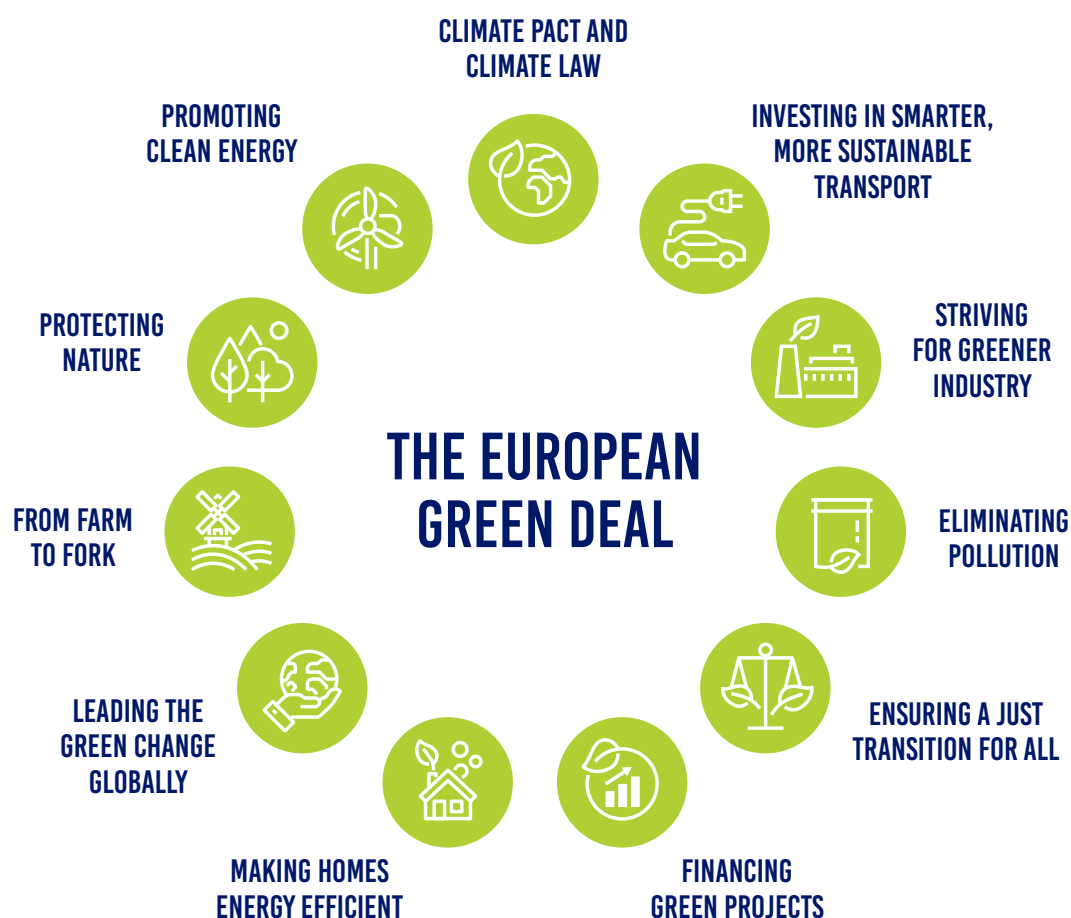 CLIMATE PACT AND
CLIMATE LAW
INVESTING IN SMARTER,
MORE SUSTAINABLE
TRANSPORT
STRIVING
FOR GREENER
INDUSTRY
ELIMINATING
POLLUTION
ENSURING A JUST
TRANSITION FOR ALL
FINANCING
GREEN PROJECTS
MAKING HOMES
ENERGY EFFICIENT
LEADING THE
GREEN CHANGE
GLOBALLY
FROM FARM
TO FORK
PROTECTING
NATURE
PROMOTING
CLEAN ENERGY
THE EUROPEAN
GREEN DEAL